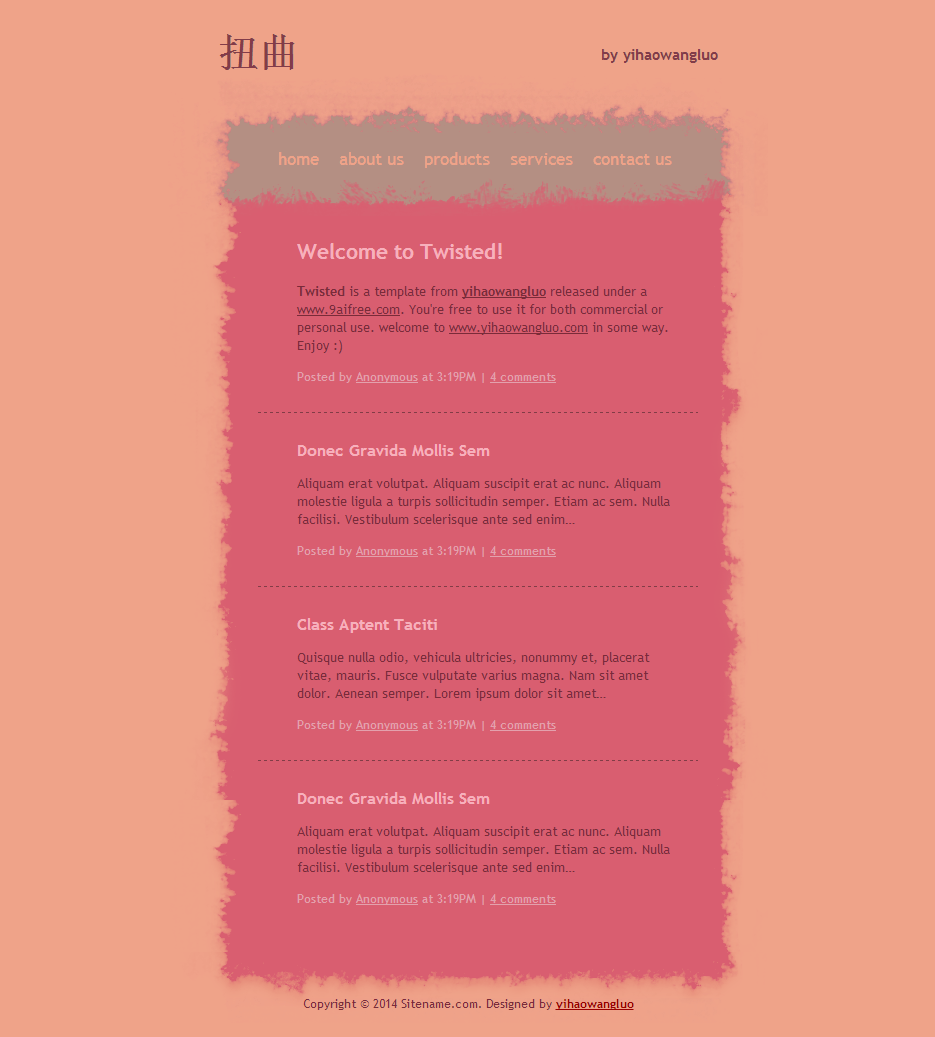 扭曲
by yihaowangluo
home about us products services contact us
Welcome to Twisted!
Twisted is a template from yihaowangluo released under a
www.9aifree.com. You're free to use it for both commercial or
personal use. welcome to www.yihaowangluo.com in some way.
Enjoy :)
Posted by Anonymous at 3:19PM | 4 comments
Donec Gravida Mollis Sem
Aliquam erat volutpat. Aliquam suscipit erat ac nunc. Aliquam
molestie ligula a turpis sollicitudin semper. Etiam ac sem. Nulla
facilisi. Vestibulum scelerisque ante sed enim...
Posted by Anonymous at 3:19PM | 4 comments
Class Aptent Taciti
Quisque nulla odio, vehicula ultricies, nonummy et, placerat
vitae, mauris. Fusce vulputate varius magna. Nam sit amet
dolor. Aenean semper. Lorem ipsum dolor sit amet...
Posted by Anonymous at 3:19PM | 4 comments
Donec Gravida Mollis Sem
Aliquam erat volutpat. Aliquam suscipit erat ac nunc. Aliquam
molestie ligula a turpis sollicitudin semper. Etiam ac sem. Nulla
facilisi. Vestibulum scelerisque ante sed enim...
Posted by Anonymous at 3:19PM | 4 comments
Copyright © 2014 Sitename.com. Designed by yihaowangluo